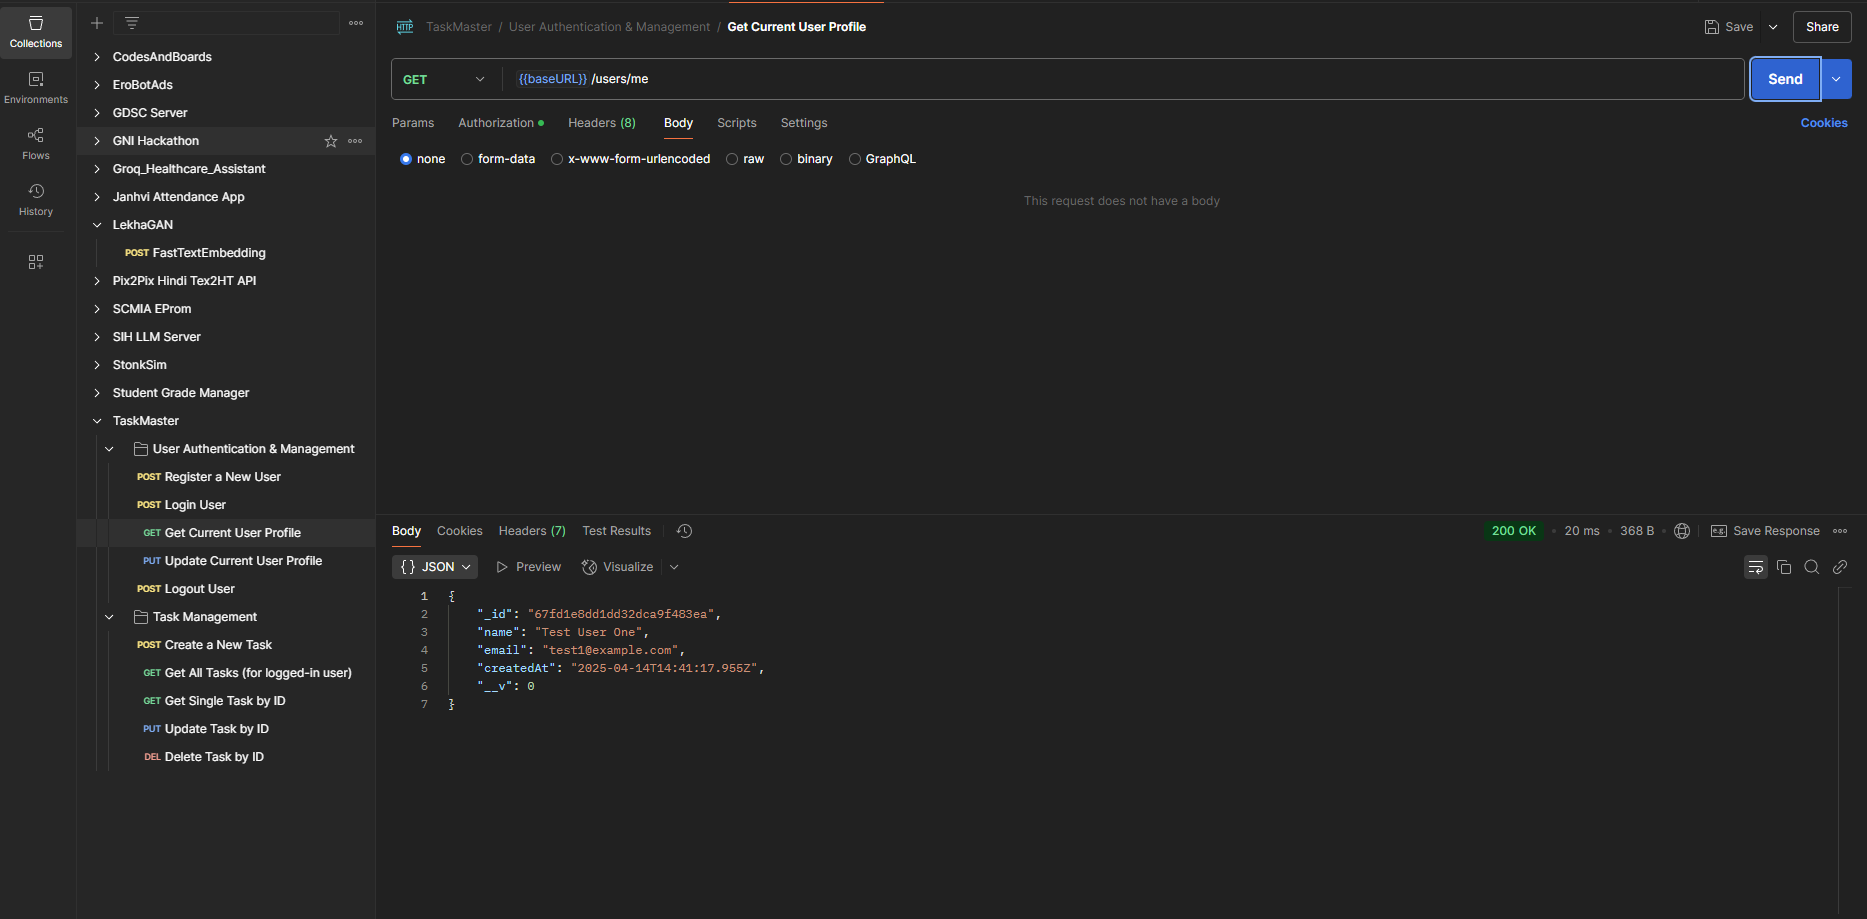 Collections
Environments
Flows
History
CodesAndBoards
EroBotAds
GDSC Server
GNI Hackathon
Groq_Healthcare_Assistant
Janhvi Attendance App
LekhaGAN
POST FastTextEmbedding
Pix2Pix Hindi Tex2HT API
SCMIA EProm
SIH LLM Server
StonkSim
Student Grade Manager
TaskMaster
User Authentication & Management
POST Register a New User
POST Login User
GET Get Current User Profile
PUT Update Current User Profile
POST Logout User
Task Management
POST Create a New Task
GET Get All Tasks (for logged-in user)
GET Get Single Task by ID
PUT Update Task by ID
DEL Delete Task by ID
HTTP TaskMaster / User Authentication & Management / Get Current User Profile
Save Share
GET {{baseURL}} /users/me Send
Params Authorization Headers (8) Body Scripts Settings Cookies
none form-data x-www-form-urlencoded raw binary GraphQL
This request does not have a body
Body Cookies Headers (7) Test Results 200 OK • 20 ms • 368 B • e.g. Save Response
{} JSON Preview Visualize
1 {
2 "_id": "67fd1e8dd1dd32dca9f483ea",
3 "name": "Test User One",
4 "email": "test1@example.com",
5 "createdAt": "2025-04-14T14:41:17.955Z",
6 "__v": 0
7 }